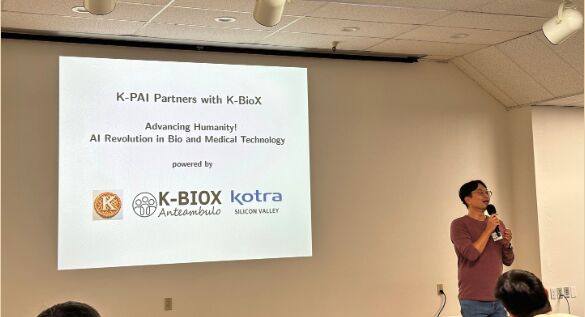 K-PAI Partners with K-BioX
Advancing Humanity!
AI Revolution in Bio and Medical Technology
powered by
K
K-BIOX
Anteambulo
kotra
SILICON VALLEY